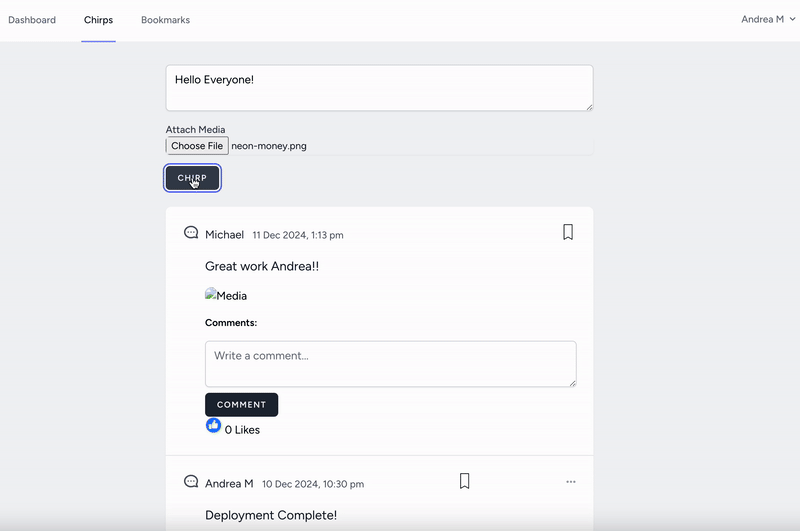 Dashboard Chirps Bookmarks Andrea M
Hello Everyone!
Attach Media
Choose File neon-money.png
CHIRP
Michael 11 Dec 2024, 1:13 pm
Great work Andrea!!
Media
Comments:
Write a comment...
COMMENT
0 Likes
Andrea M 10 Dec 2024, 10:30 pm
Deployment Complete!